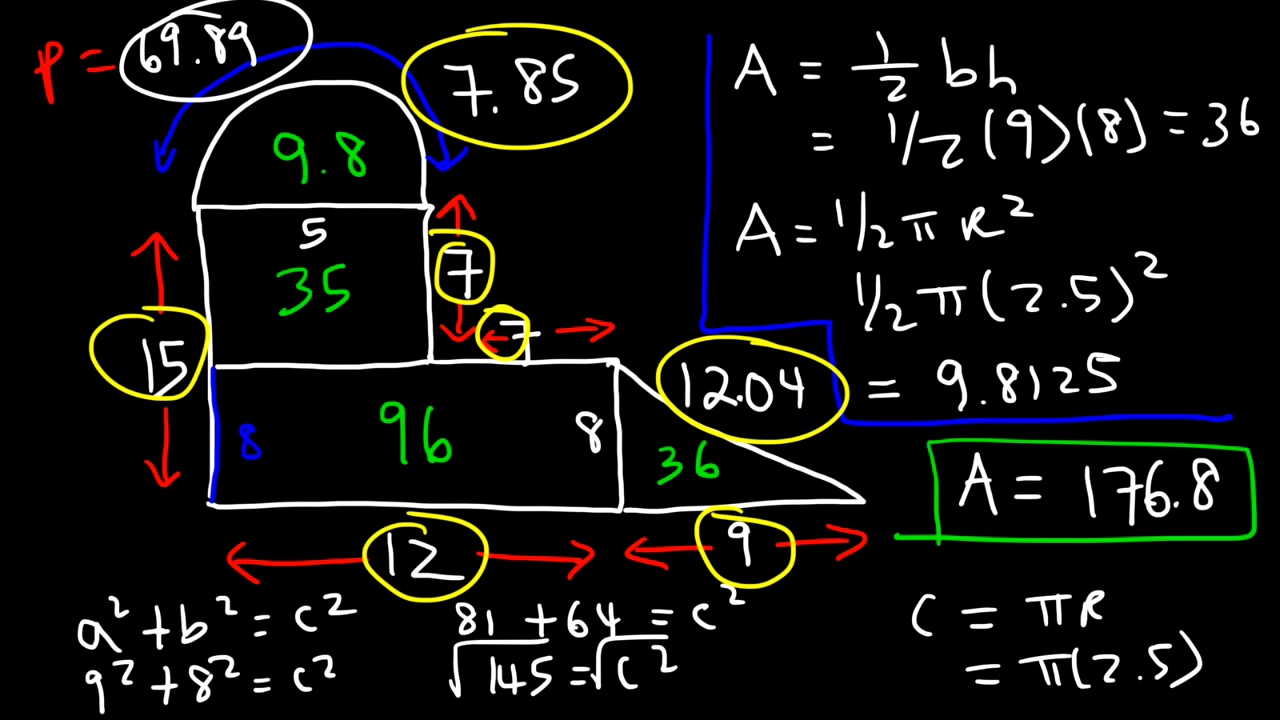 P = 69.89
7.85
9.8
5
35
7
7
15
8
96
8
12.04
36
12
9
A = 1/2 bh
= 1/2 (9)(8) = 36
A = 1/2 π R²
1/2 π (2.5)²
= 9.8125
A = 176.8
a² + b² = c²
9² + 8² = c²
81 + 64 = c²
√145 = √c²
C = πR
= π(2.5)